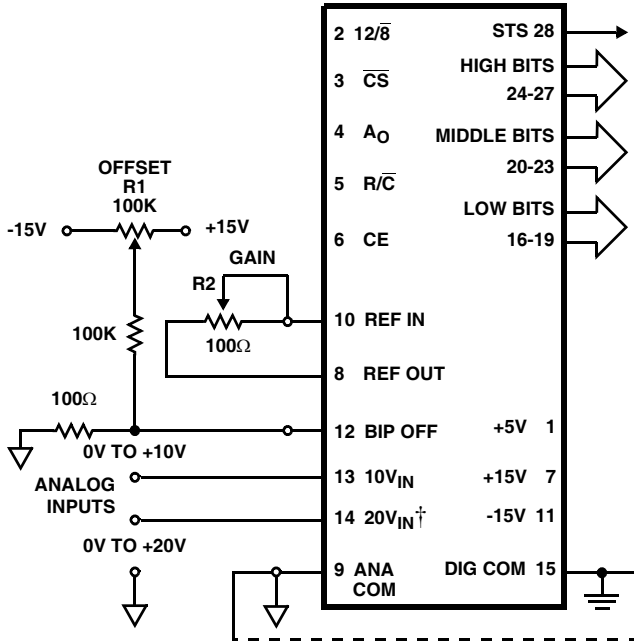 2 12/8̅
STS 28
HIGH BITS
24-27
3 C̅S̅
4 AO
MIDDLE BITS
20-23
OFFSET
R1
100K
-15V
+15V
5 R/C̅
LOW BITS
16-19
6 CE
GAIN
R2
100Ω
10 REF IN
100K
8 REF OUT
100Ω
12 BIP OFF
+5V 1
0V TO +10V
13 10VIN
+15V 7
ANALOG
INPUTS
14 20VIN†
-15V 11
0V TO +20V
9 ANA
COM
DIG COM 15